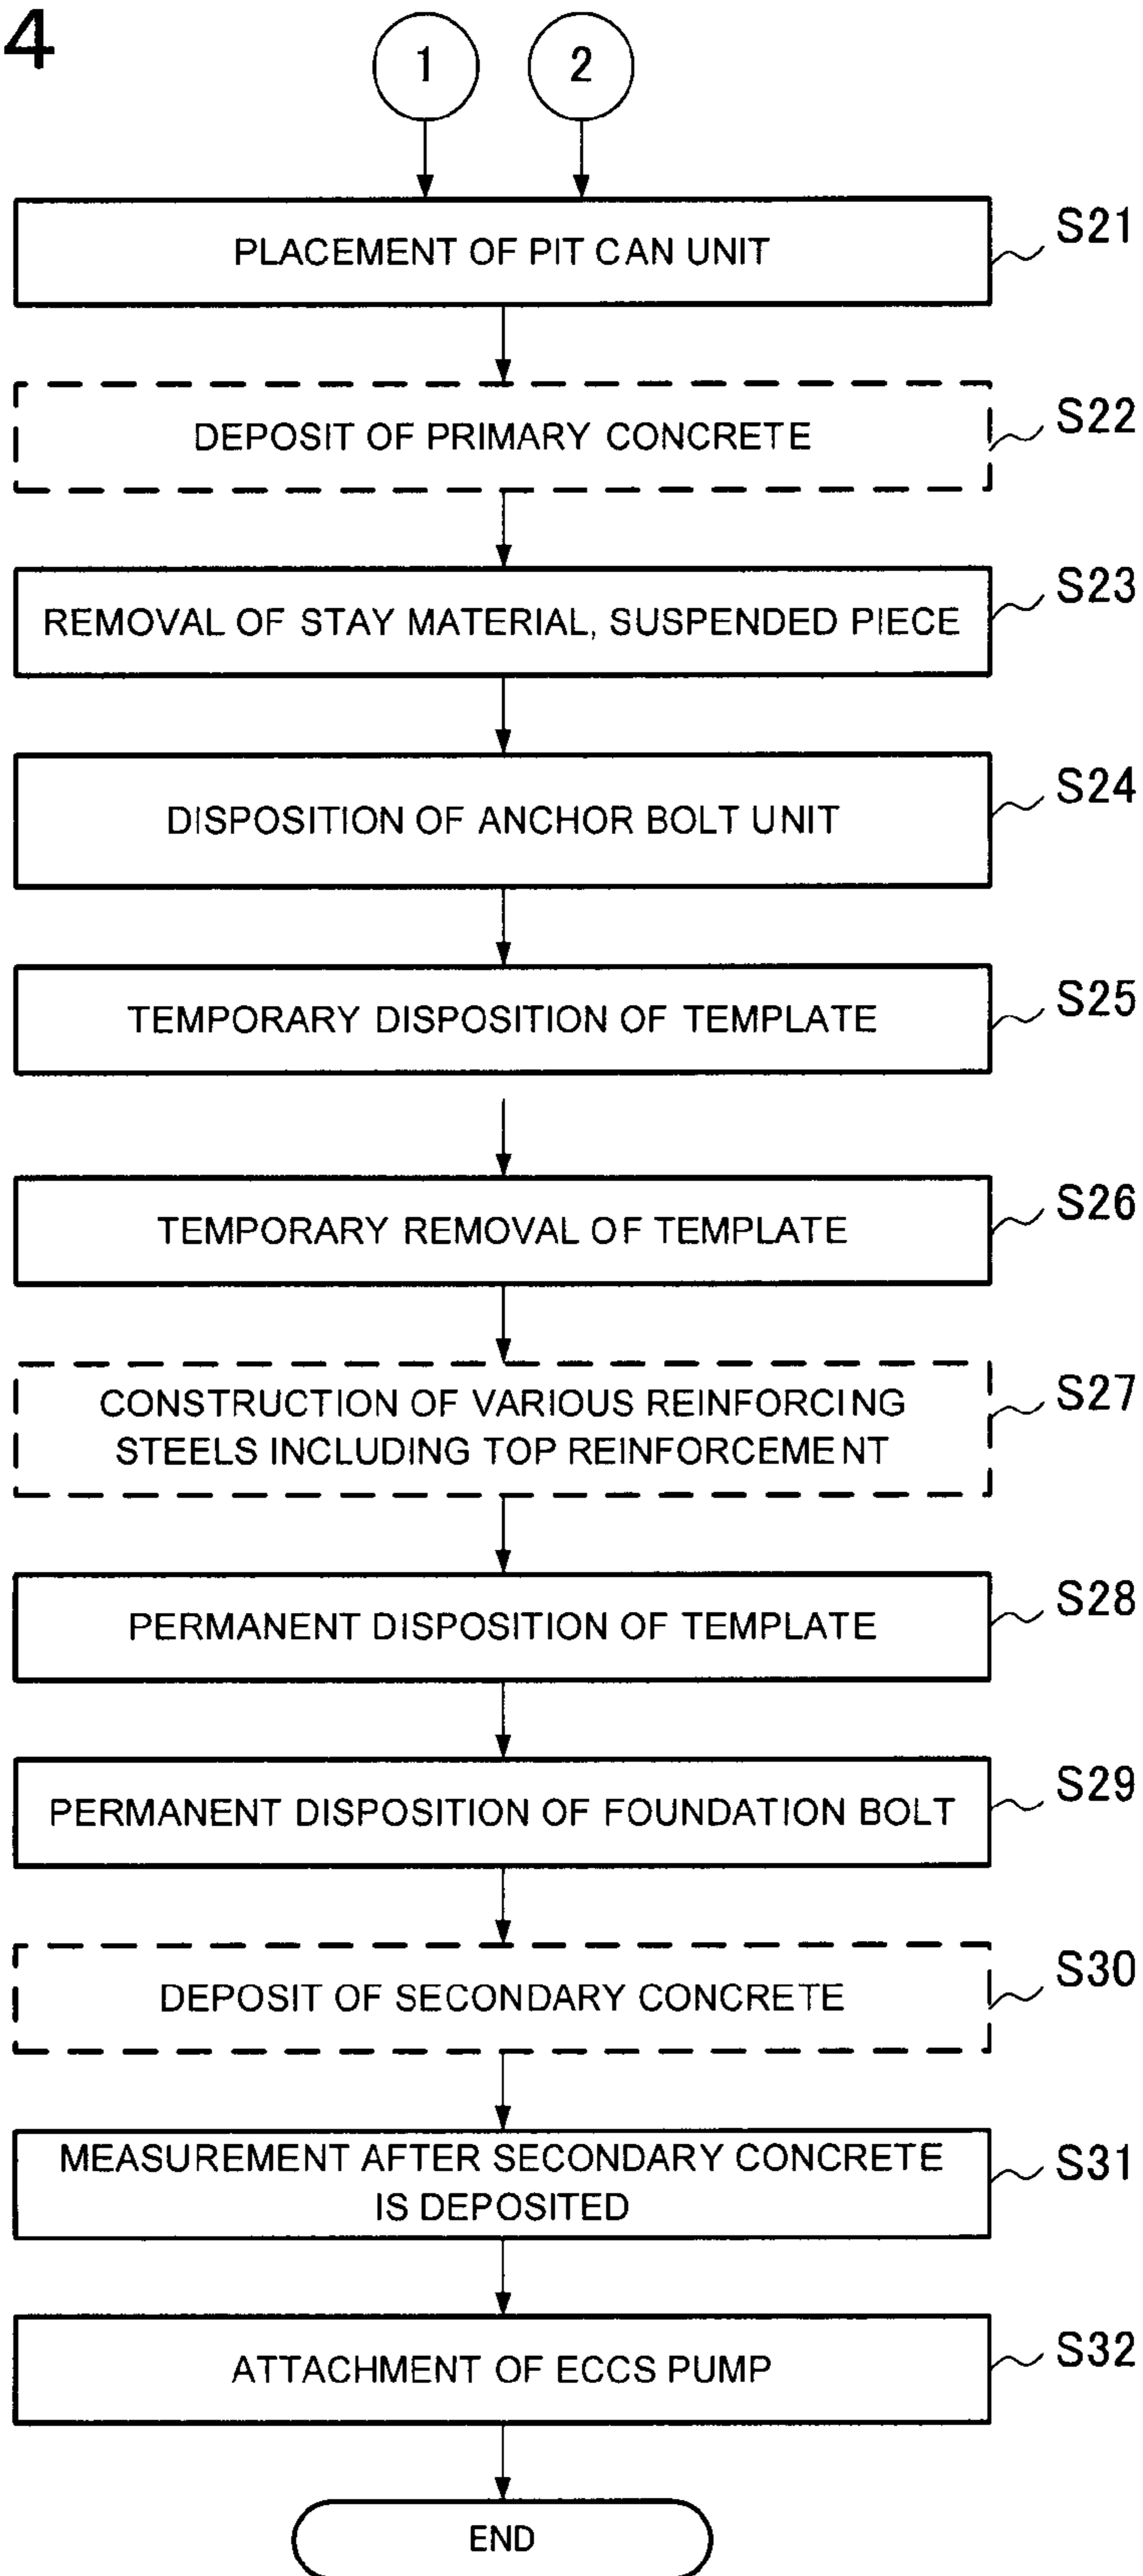 4
1 2
PLACEMENT OF PIT CAN UNIT S21
DEPOSIT OF PRIMARY CONCRETE S22
REMOVAL OF STAY MATERIAL, SUSPENDED PIECE S23
DISPOSITION OF ANCHOR BOLT UNIT S24
TEMPORARY DISPOSITION OF TEMPLATE S25
TEMPORARY REMOVAL OF TEMPLATE S26
CONSTRUCTION OF VARIOUS REINFORCING S27
STEELS INCLUDING TOP REINFORCEMENT
PERMANENT DISPOSITION OF TEMPLATE S28
PERMANENT DISPOSITION OF FOUNDATION BOLT S29
DEPOSIT OF SECONDARY CONCRETE S30
MEASUREMENT AFTER SECONDARY CONCRETE S31
IS DEPOSITED
ATTACHMENT OF ECCS PUMP S32
END